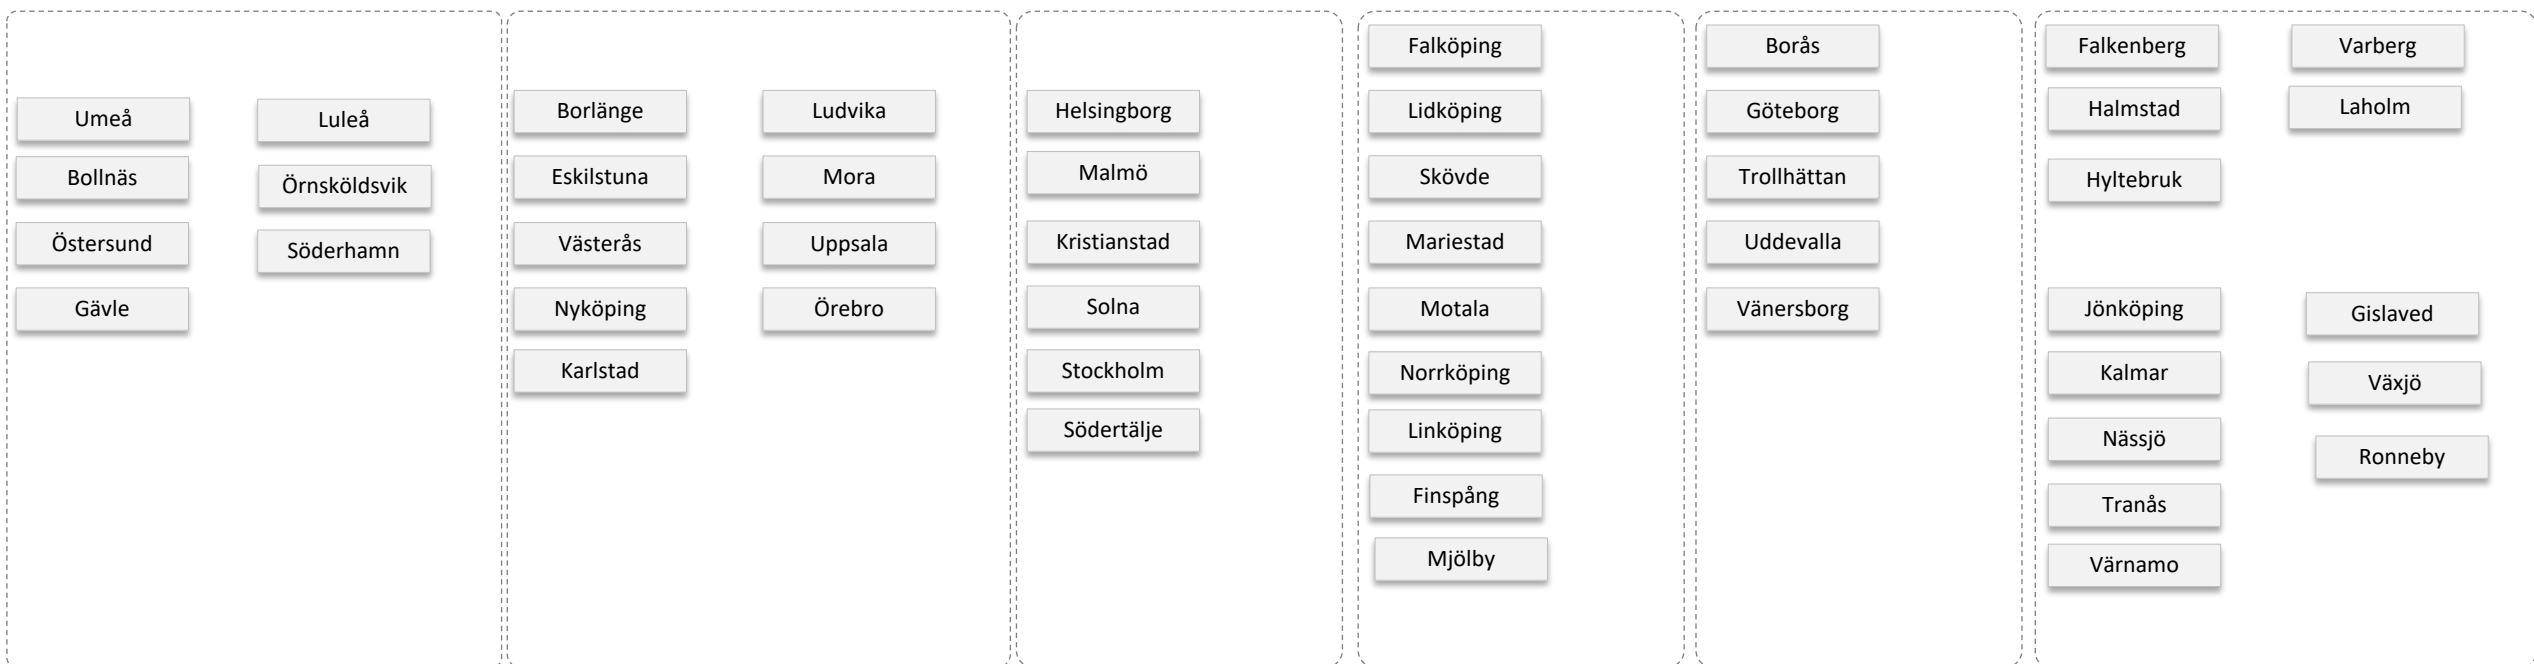 Umeå
Bollnäs
Östersund
Gävle
Luleå
Örnsköldsvik
Söderhamn
Borlänge
Eskilstuna
Västerås
Nyköping
Karlstad
Ludvika
Mora
Uppsala
Örebro
Helsingborg
Malmö
Kristianstad
Solna
Stockholm
Södertälje
Falköping
Lidköping
Skövde
Mariestad
Motala
Norrköping
Linköping
Finspång
Mjölby
Borås
Göteborg
Trollhättan
Uddevalla
Vänersborg
Falkenberg
Halmstad
Hyltebruk
Varberg
Laholm
Jönköping
Kalmar
Nässjö
Tranås
Värnamo
Gislaved
Växjö
Ronneby